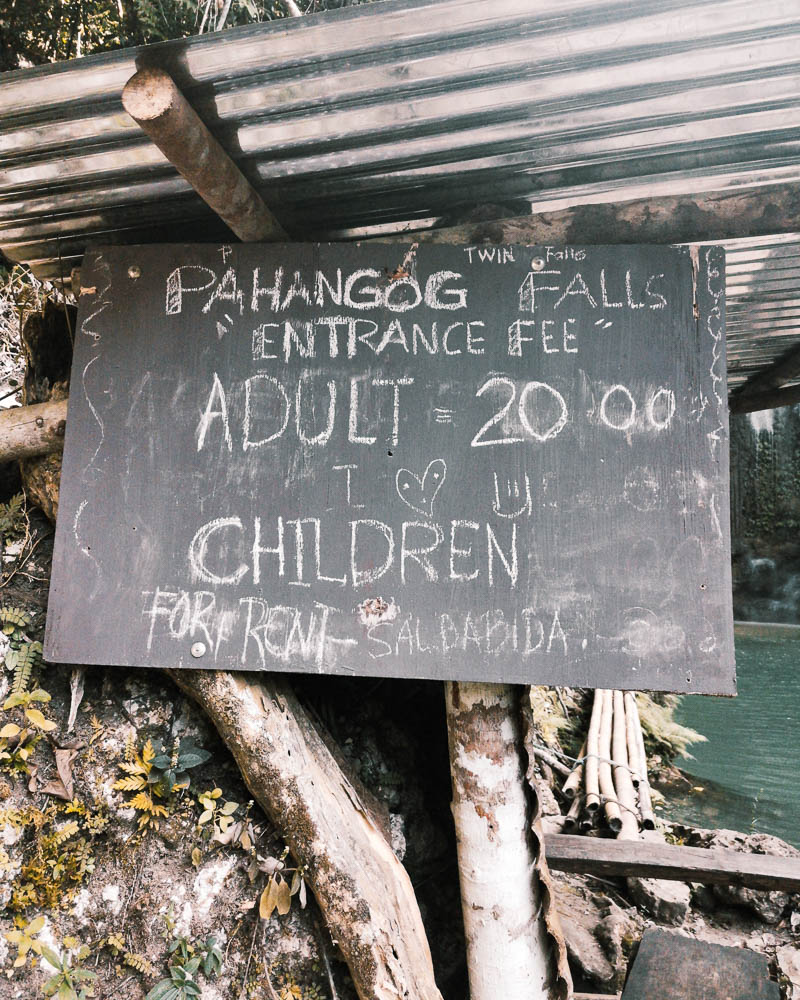 TWIN Falls
PAHANGOG FALLS
"ENTRANCE FEE"
ADULT = 20.00
I ♡ U
CHILDREN
FOR RENT SALBABIDA.